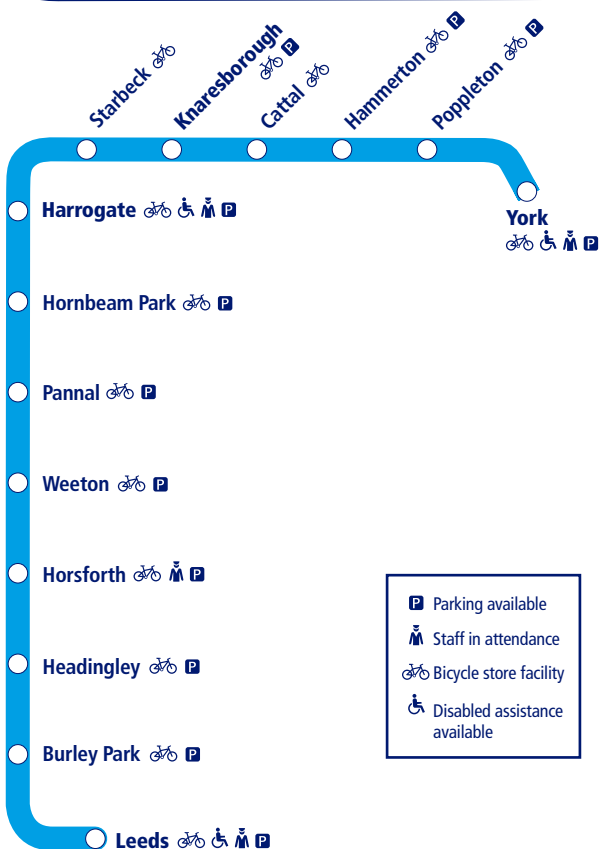 Starbeck
Knaresborough
P
Cattal
Hammerton P
Poppleton P
York
P
Harrogate P
Hornbeam Park P
Pannal P
Weeton P
Horsforth P
Headingley P
Burley Park P
Leeds P
P Parking available
Staff in attendance
Bicycle store facility
Disabled assistance
available